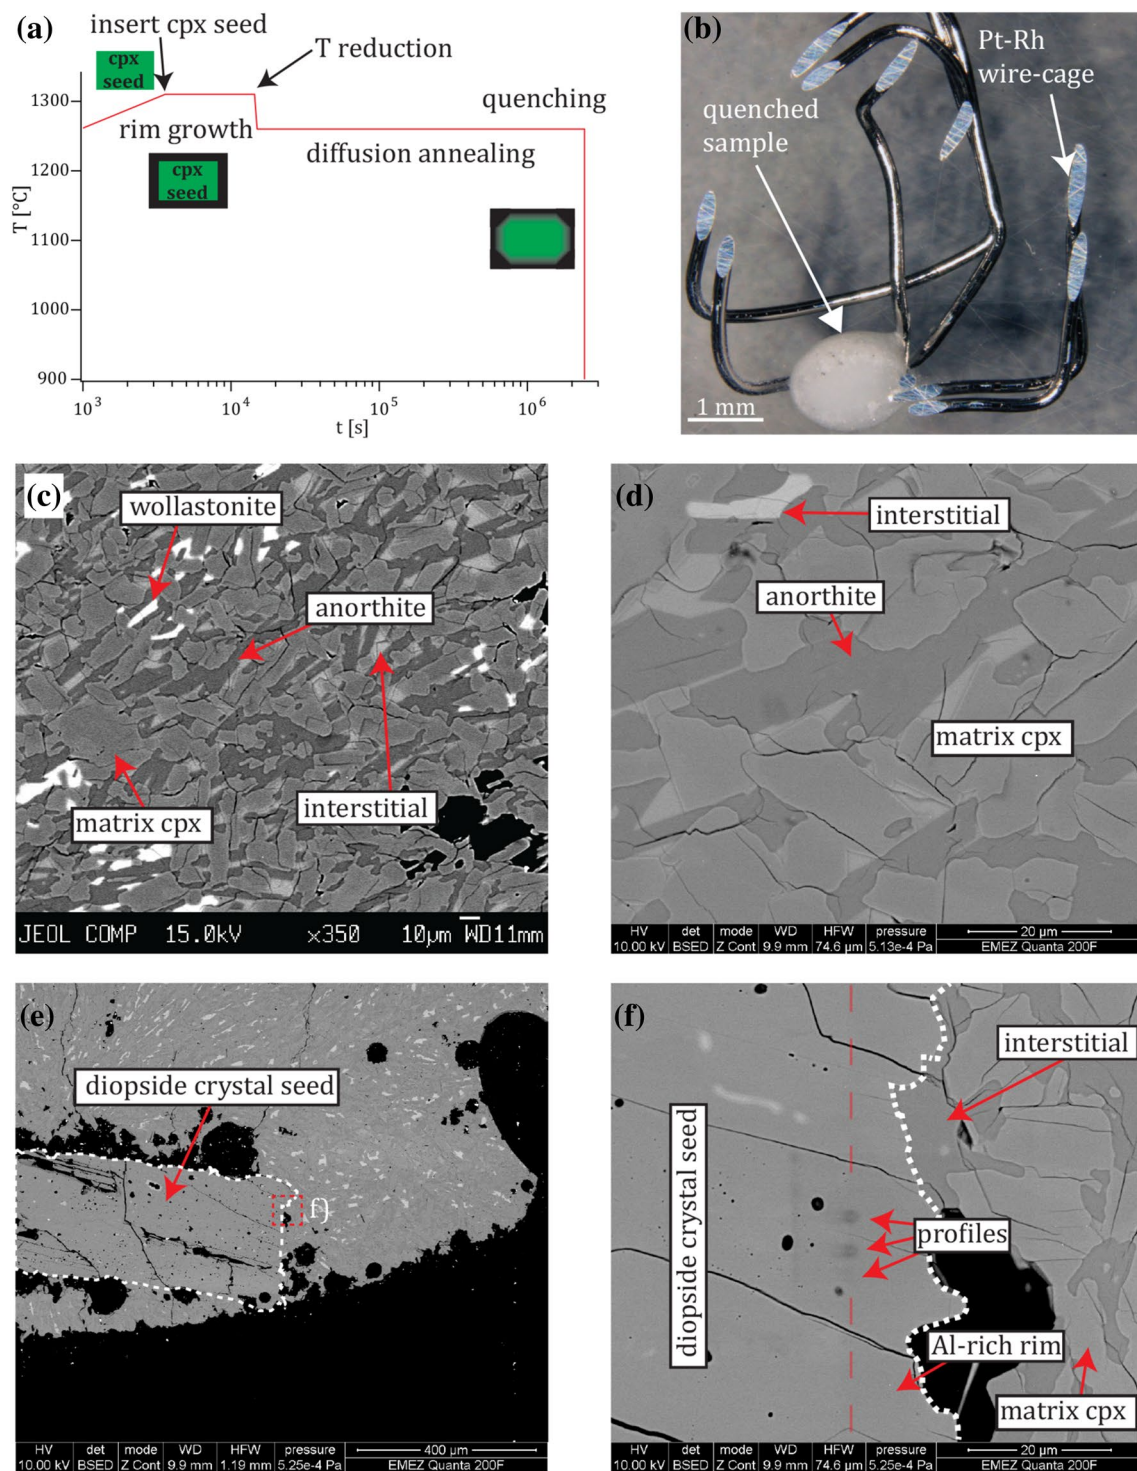 (a)
insert cpx seed
cpx
seed
T reduction
quenching
rim growth
cpx
seed
diffusion annealing
T [°C]
1300
1200
1100
1000
900
10³
10⁴
10⁵
10⁶
t [s]
(b)
Pt-Rh
wire-cage
quenched
sample
1 mm
(c)
wollastonite
anorthite
matrix cpx
interstitial
JEOL COMP 15.0kV x350 10µm WD11mm
(d)
interstitial
anorthite
matrix cpx
HV det mode WD HFW pressure 20 µm
10.00 kV BSED Z Cont 9.9 mm 74.6 µm 5.13e-4 Pa EMEZ Quanta 200F
(e)
diopside crystal seed
f)
HV det mode WD HFW pressure 400 µm
10.00 kV BSED Z Cont 9.9 mm 1.19 mm 5.25e-4 Pa EMEZ Quanta 200F
(f)
interstitial
diopside crystal seed
profiles
Al-rich rim
matrix cpx
HV det mode WD HFW pressure 20 µm
10.00 kV BSED Z Cont 9.9 mm 74.6 µm 5.25e-4 Pa EMEZ Quanta 200F